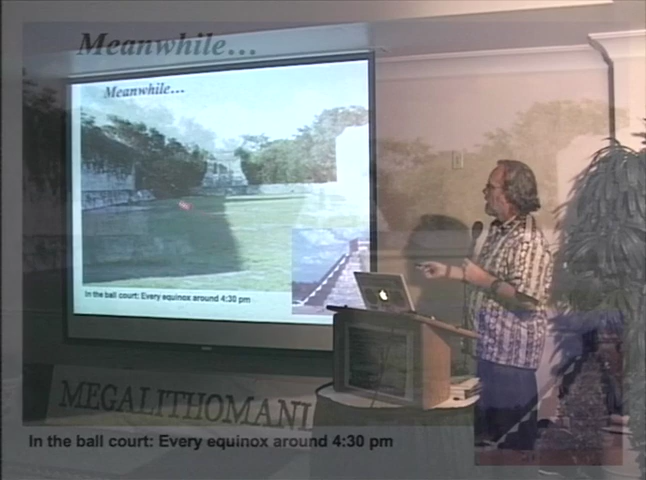 Meanwhile...
Meanwhile...
In the ball court: Every equinox around 4:30 pm
MEGALITHOMANI
In the ball court: Every equinox around 4:30 pm